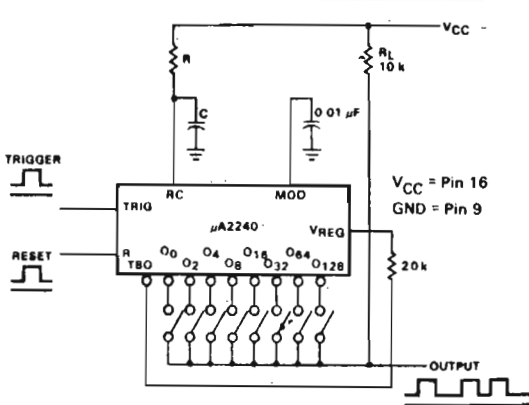 VCC
R
RL
10 k
C
0 01 µF
TRIGGER
RC
MOD
VCC = Pin 16
GND = Pin 9
TRIG
µA2240
VREG
RESET
R
O0 O4 O16 O64
TBO O2 O8 O32 O128
20 k
OUTPUT